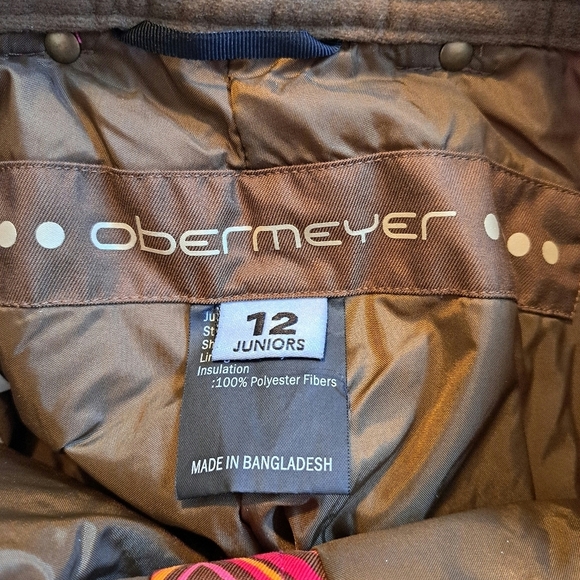 obermeyer
12
JUNIORS
Insulation
:100% Polyester Fibers
MADE IN BANGLADESH